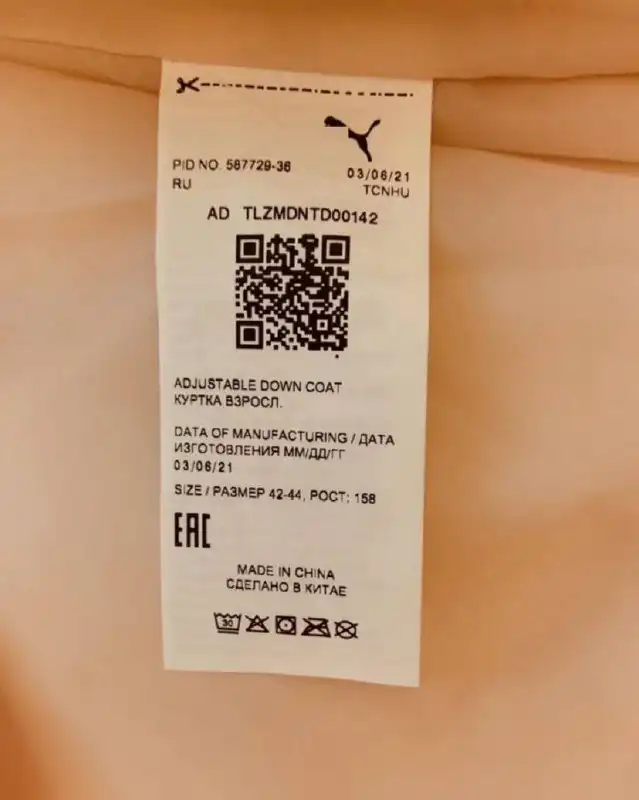 PID NO. 587729-36
03/06/21
RU
TCNHU
AD TLZMDNTD00142
ADJUSTABLE DOWN COAT
КУРТКА ВЗРОСЛ.
DATA OF MANUFACTURING / ДАТА
ИЗГОТОВЛЕНИЯ ММ/ДД/ГГ
03/06/21
SIZE / РАЗМЕР 42-44, РОСТ: 158
EAC
MADE IN CHINA
СДЕЛАНО В КИТАЕ
30